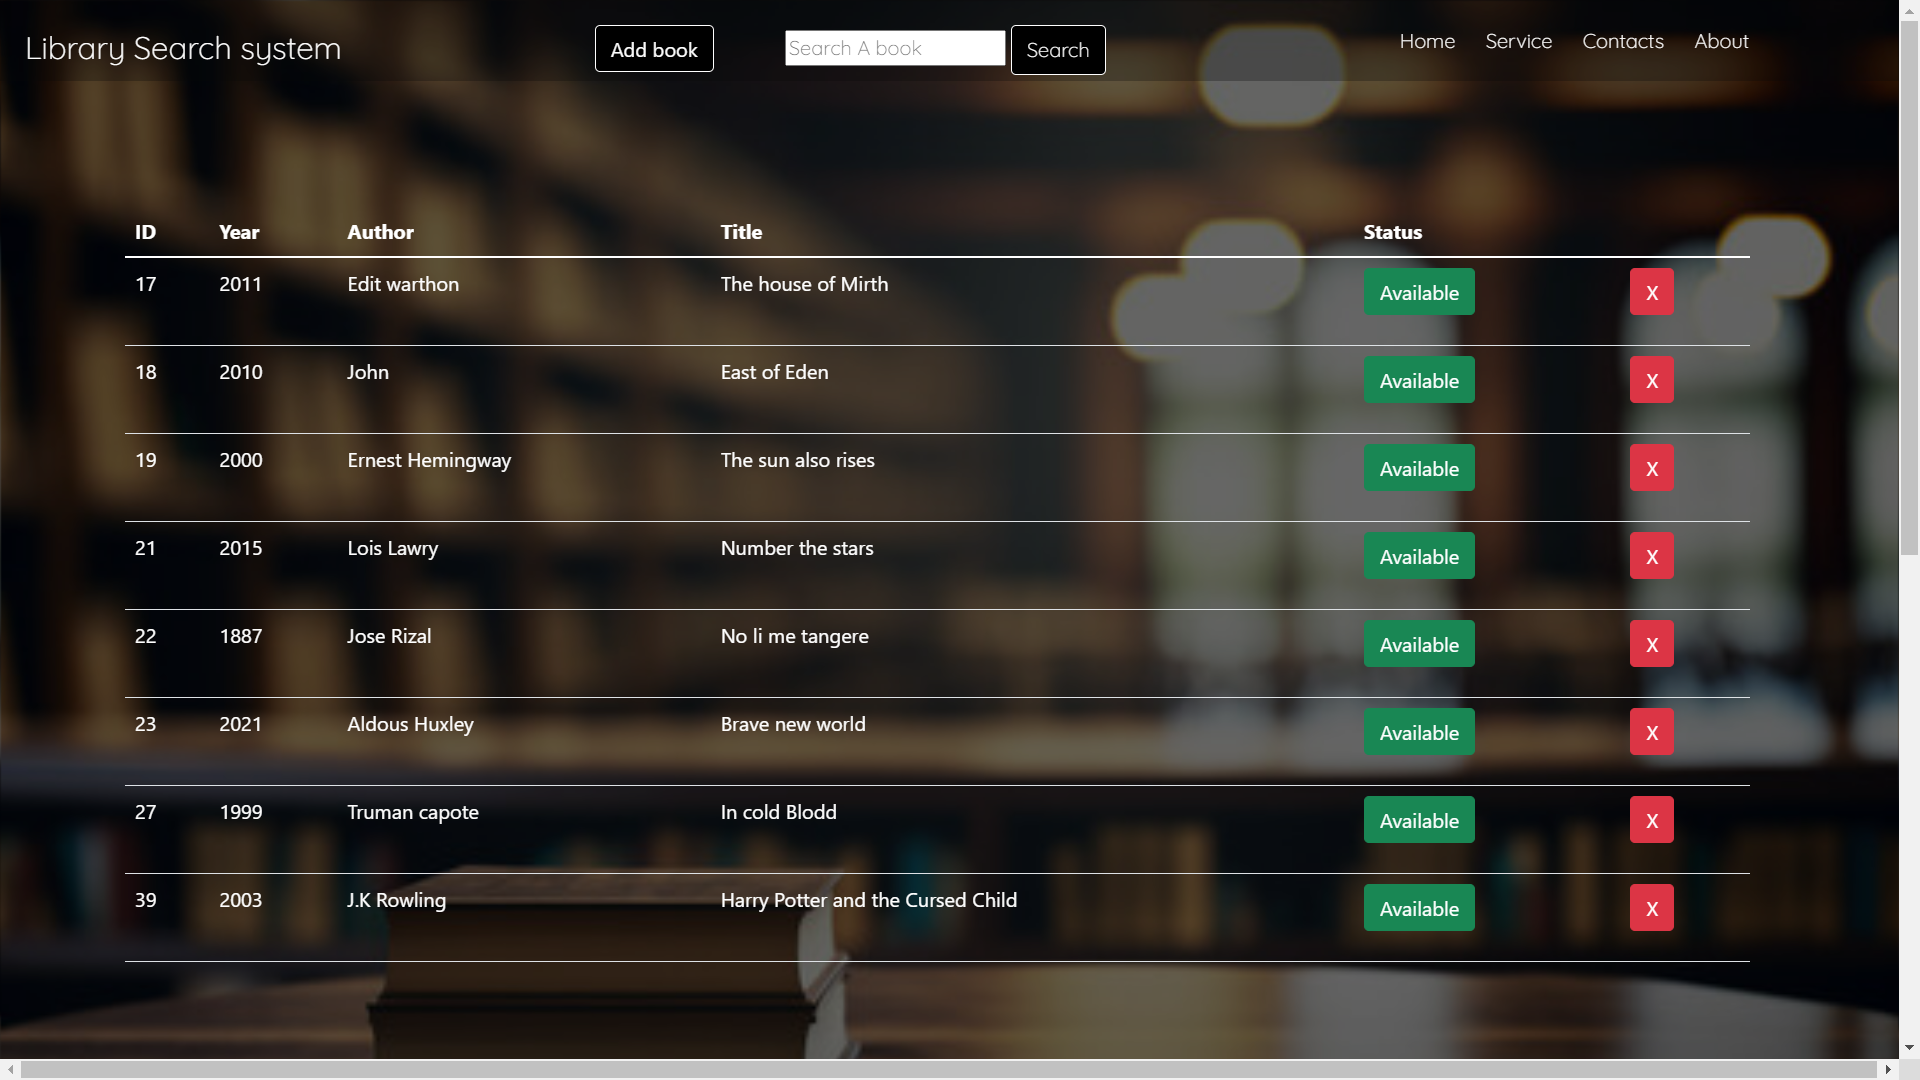 Library Search system Add book Search A book Search Home Service Contacts About
ID Year Author Title Status
17 2011 Edit warthon The house of Mirth Available X
18 2010 John East of Eden Available X
19 2000 Ernest Hemingway The sun also rises Available X
21 2015 Lois Lawry Number the stars Available X
22 1887 Jose Rizal No li me tangere Available X
23 2021 Aldous Huxley Brave new world Available X
27 1999 Truman capote In cold Blodd Available X
39 2003 J.K Rowling Harry Potter and the Cursed Child Available X